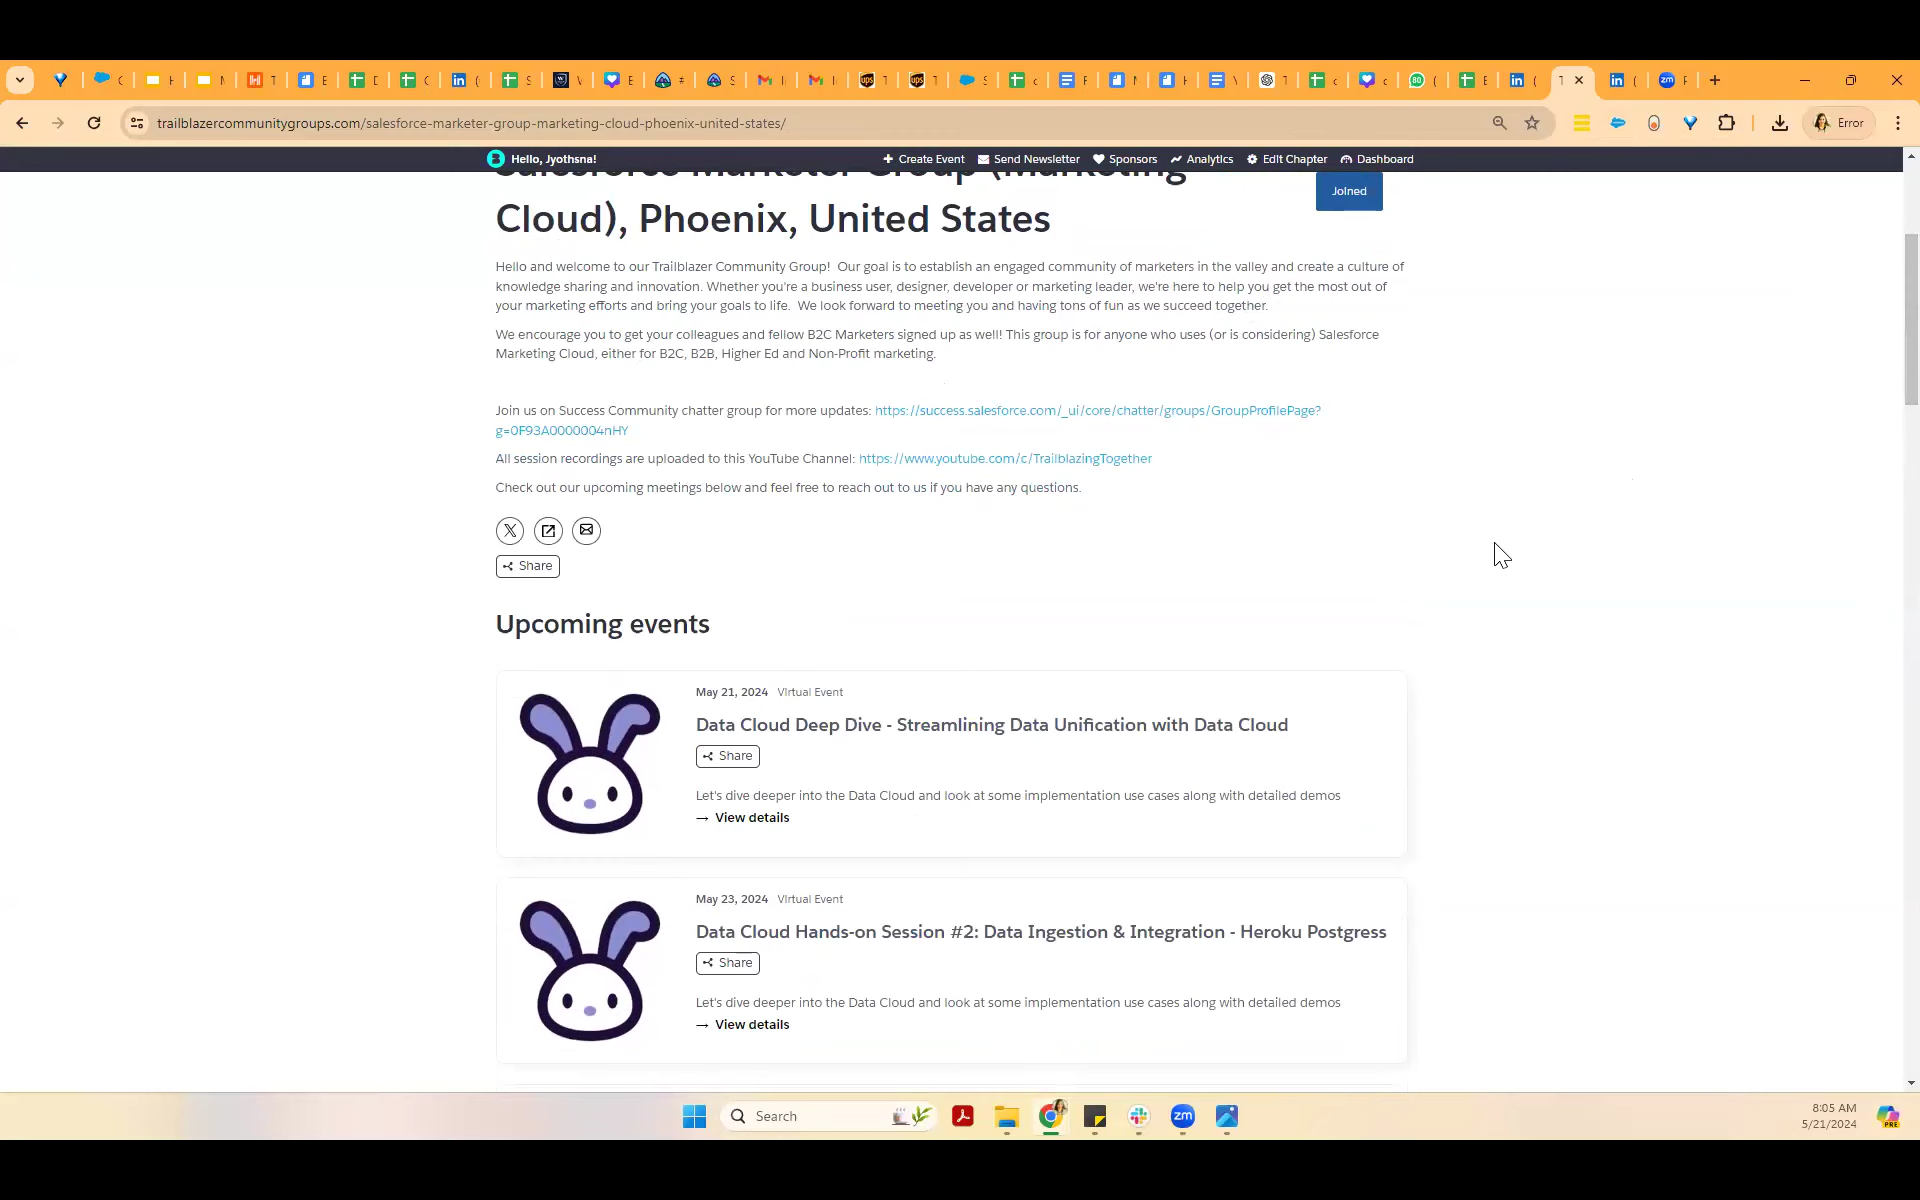 trailblazercommunitygroups.com/salesforce-marketer-group-marketing-cloud-phoenix-united-states/
Error
Hello, Jyothsna!
Create Event
Send Newsletter
Sponsors
Analytics
Edit Chapter
Dashboard
Salesforce Marketer Group (Marketing
Cloud), Phoenix, United States
Joined
Hello and welcome to our Trailblazer Community Group!  Our goal is to establish an engaged community of marketers in the valley and create a culture of
knowledge sharing and innovation. Whether you're a business user, designer, developer or marketing leader, we're here to help you get the most out of
your marketing efforts and bring your goals to life.  We look forward to meeting you and having tons of fun as we succeed together.
We encourage you to get your colleagues and fellow B2C Marketers signed up as well! This group is for anyone who uses (or is considering) Salesforce
Marketing Cloud, either for B2C, B2B, Higher Ed and Non-Profit marketing.
Join us on Success Community chatter group for more updates: https://success.salesforce.com/_ui/core/chatter/groups/GroupProfilePage?
g=0F93A0000004nHY
All session recordings are uploaded to this YouTube Channel: https://www.youtube.com/c/TrailblazingTogether
Check out our upcoming meetings below and feel free to reach out to us if you have any questions.
Share
Upcoming events
May 21, 2024 Virtual Event
Data Cloud Deep Dive - Streamlining Data Unification with Data Cloud
Share
Let's dive deeper into the Data Cloud and look at some implementation use cases along with detailed demos
→ View details
May 23, 2024 Virtual Event
Data Cloud Hands-on Session #2: Data Ingestion & Integration - Heroku Postgress
Share
Let's dive deeper into the Data Cloud and look at some implementation use cases along with detailed demos
→ View details
Search
zm
8:05 AM
5/21/2024